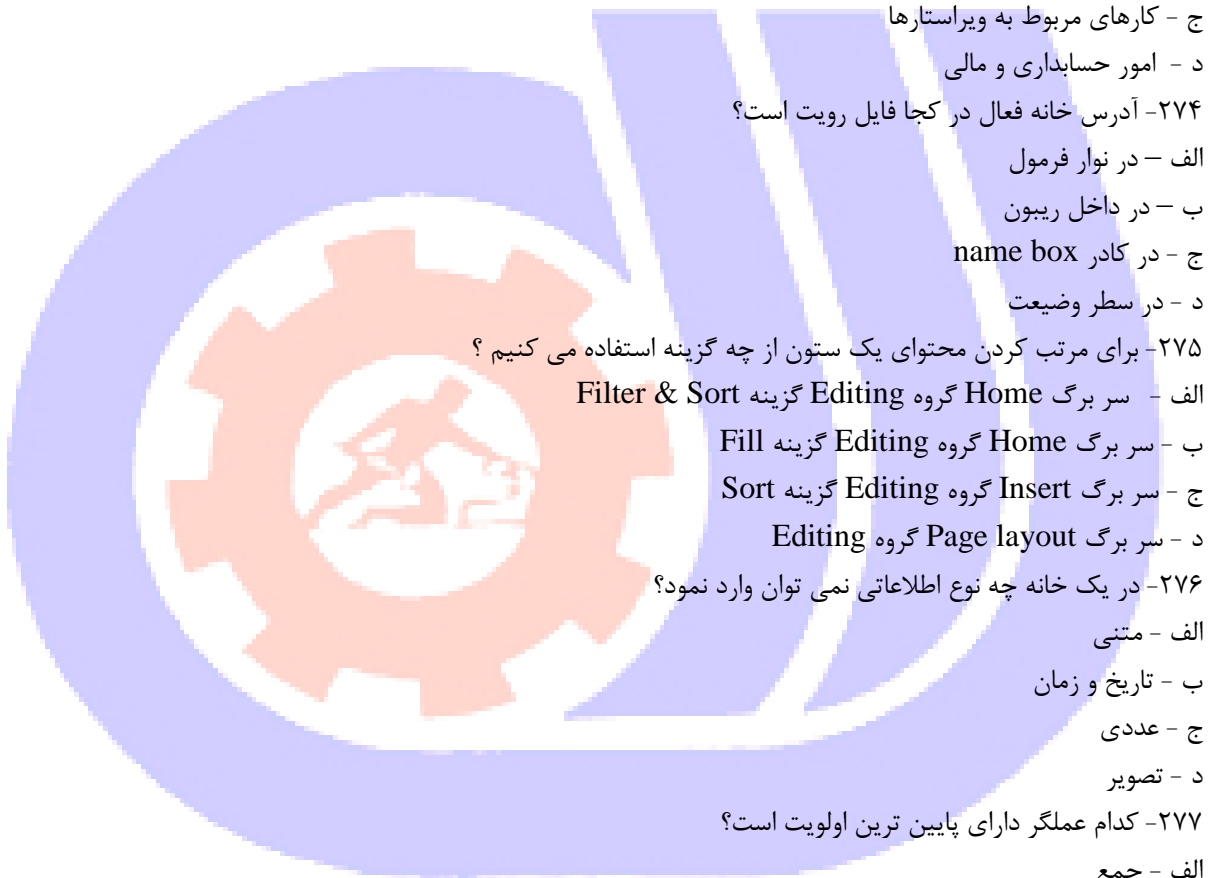 ج - کارهای مربوط به ویراستارها
د - امور حسابداری و مالی
۲۷۴- آدرس خانه فعال در کجا فایل رویت است؟
الف – در نوار فرمول
ب – در داخل ریبون
ج - در کادر name box
د - در سطر وضیعت
۲۷۵- برای مرتب کردن محتوای یک ستون از چه گزینه استفاده می کنیم ؟
الف - سر برگ Home گروه Editing گزینه Filter & Sort
ب - سر برگ Home گروه Editing گزینه Fill
ج - سر برگ Insert گروه Editing گزینه Sort
د - سر برگ Page layout گروه Editing
۲۷۶- در یک خانه چه نوع اطلاعاتی نمی توان وارد نمود؟
الف - متنی
ب - تاریخ و زمان
ج - عددی
د - تصویر
۲۷۷- کدام عملگر دارای پایین ترین اولویت است؟
الف - جمع